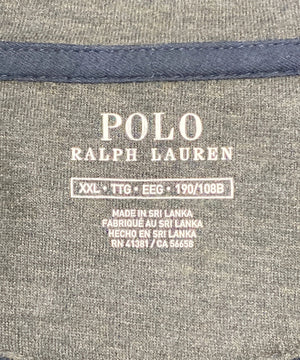 POLO
RALPH LAUREN
XXL • TTG • EEG • 190/108B
MADE IN SRI LANKA
FABRIQUÉ AU SRI LANKA
HECHO EN SRI LANKA
RN 41381 / CA 56658